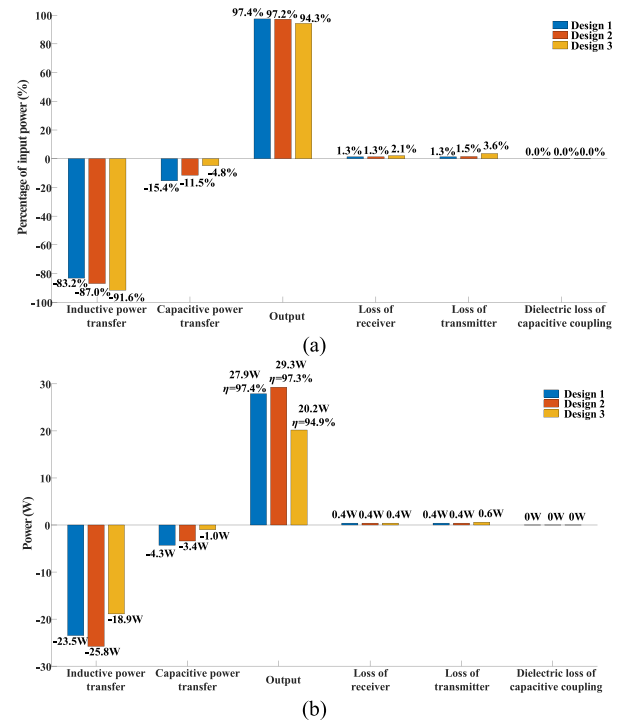 97.4% 97.2% 94.3%
Design 1
Design 2
Design 3
100
80
60
40
20
0
-20
-40
-60
-80
-100
Percentage of input power (%)
1.3% 1.3% 2.1%
1.3% 1.5% 3.6%
0.0% 0.0% 0.0%
-4.8%
-11.5%
-15.4%
-83.2%
-87.0%
-91.6%
Inductive power transfer
Capacitive power transfer
Output
Loss of receiver
Loss of transmitter
Dielectric loss of capacitive coupling
(a)
29.3W
27.9W
η=97.3%
η=97.4%
20.2W
η=94.9%
Design 1
Design 2
Design 3
30
20
10
0
-10
-20
-30
Power (W)
0.4W 0.4W 0.4W
0.4W 0.4W 0.6W
0W 0W 0W
-1.0W
-3.4W
-4.3W
-18.9W
-23.5W
-25.8W
Inductive power transfer
Capacitive power transfer
Output
Loss of receiver
Loss of transmitter
Dielectric loss of capacitive coupling
(b)